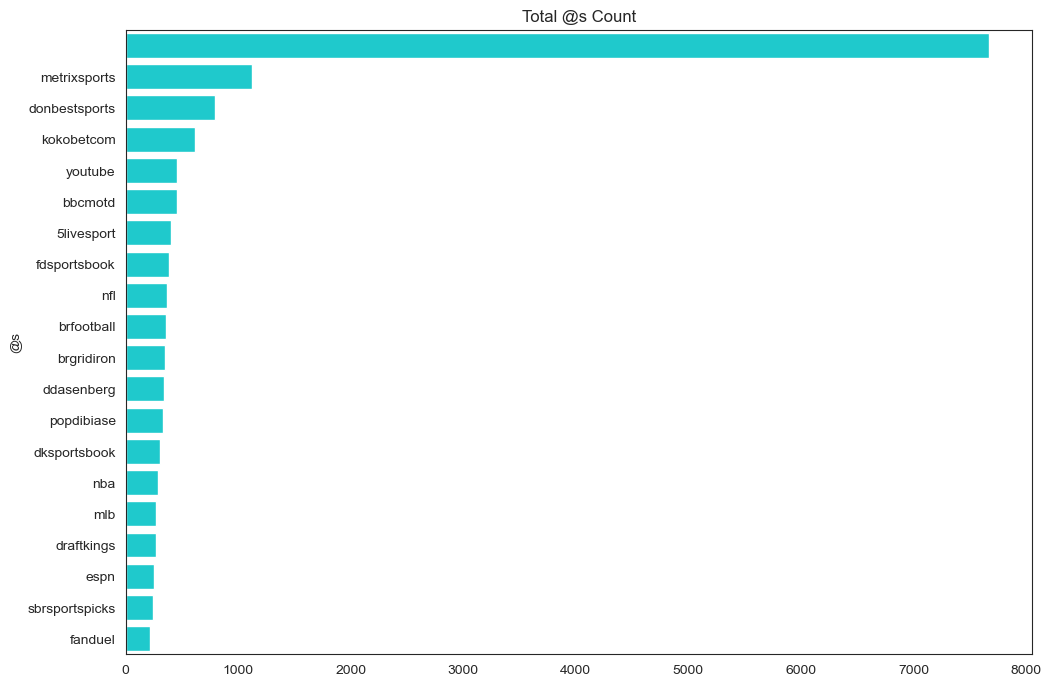 Total @s Count
metrixsports
donbestsports
kokobetcom
youtube
bbcmotd
5livesport
fdsportsbook
nfl
brfootball
brgridiron
ddasenberg
popdibiase
dksportsbook
nba
mlb
draftkings
espn
sbrsportspicks
fanduel
@s
0 1000 2000 3000 4000 5000 6000 7000 8000